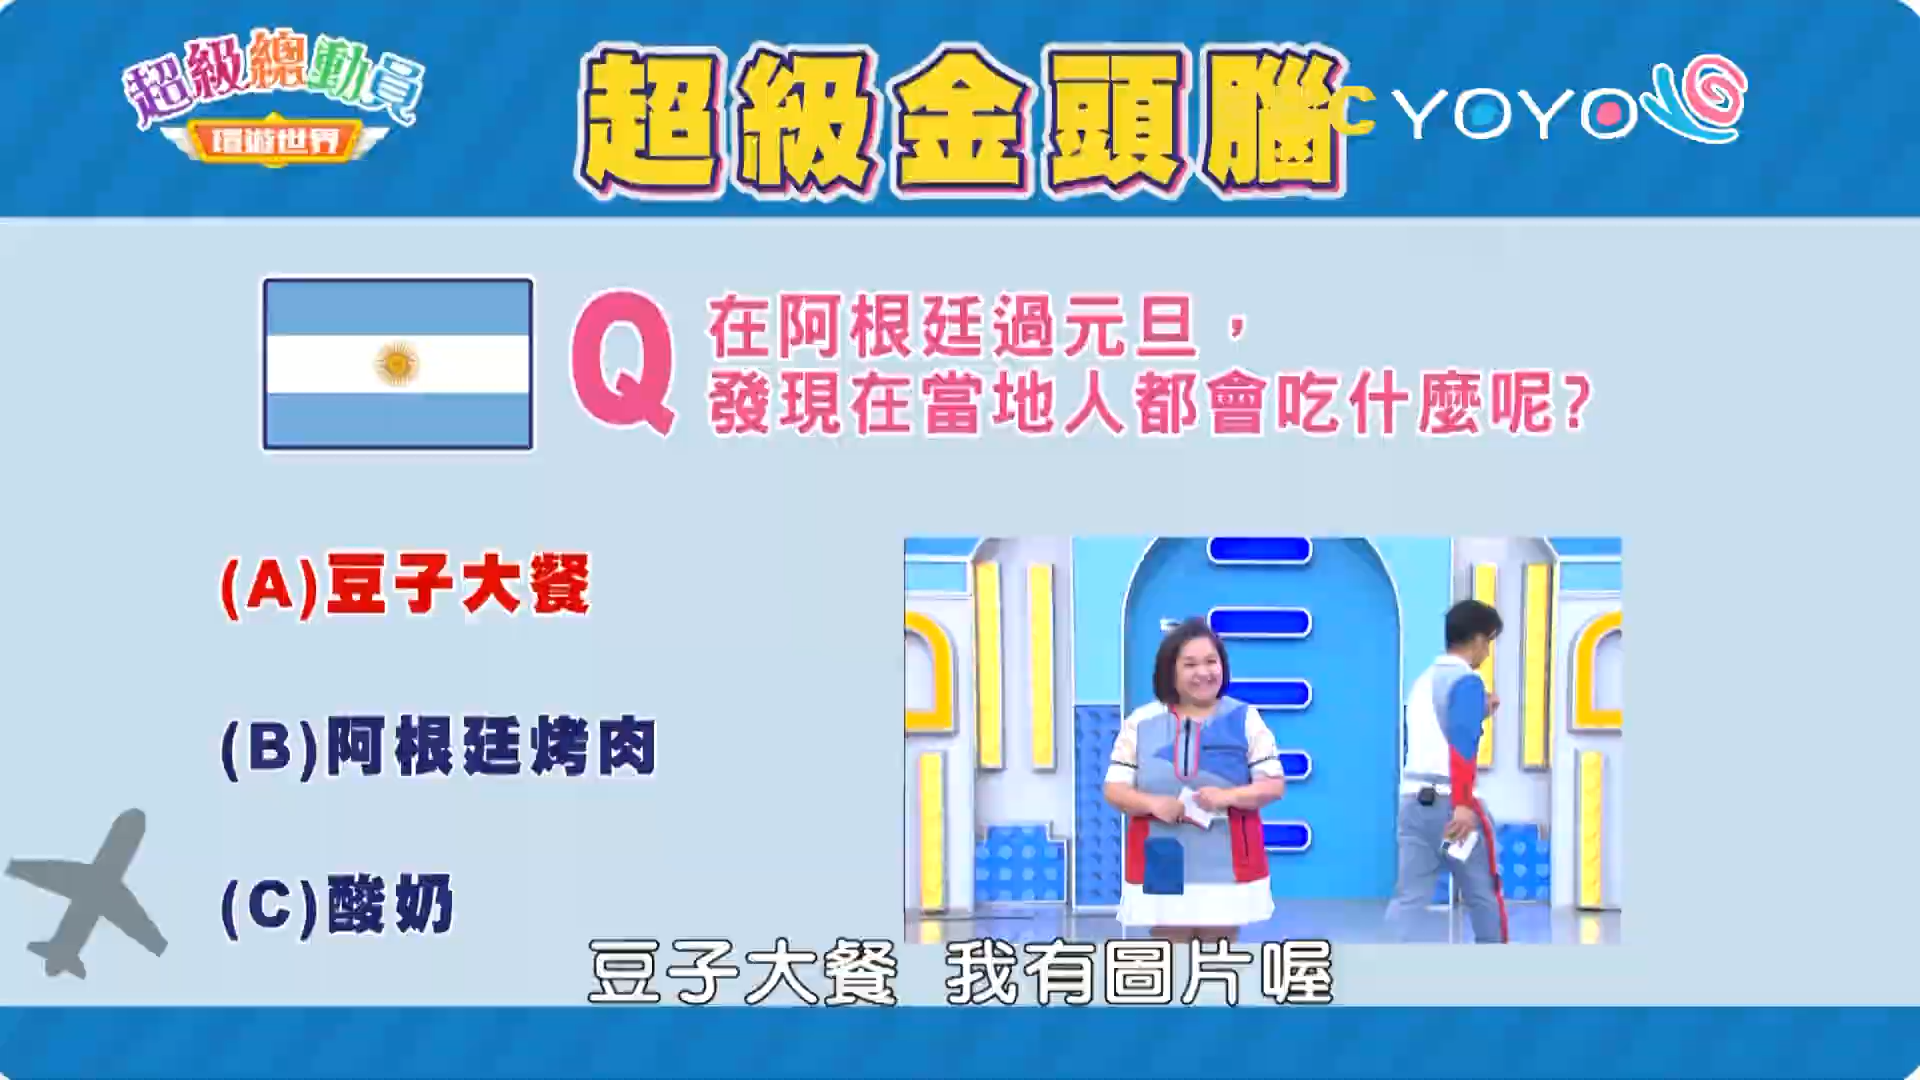 超級總動員
環遊世界
超級金頭腦
C YOYO
Q 在阿根廷過元旦，
發現在當地人都會吃什麼呢?
(A)豆子大餐
(B)阿根廷烤肉
(C)酸奶
豆子大餐 我有圖片喔